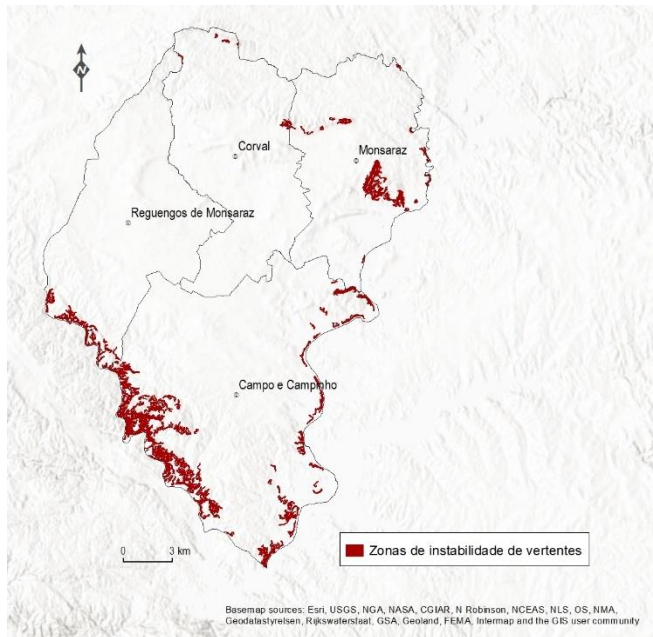 N
Corval
Monsaraz
Reguengos de Monsaraz
Campo e Campinho
0 3 km
Zonas de instabilidade de vertentes
Basemap sources: Esri, USGS, NGA, NASA, CGIAR, N Robinson, NCEAS, NLS, OS, NMA,
Geodatastyrelsen, Rijkswaterstaat, GSA, Geoland, FEMA, Intermap and the GIS user community